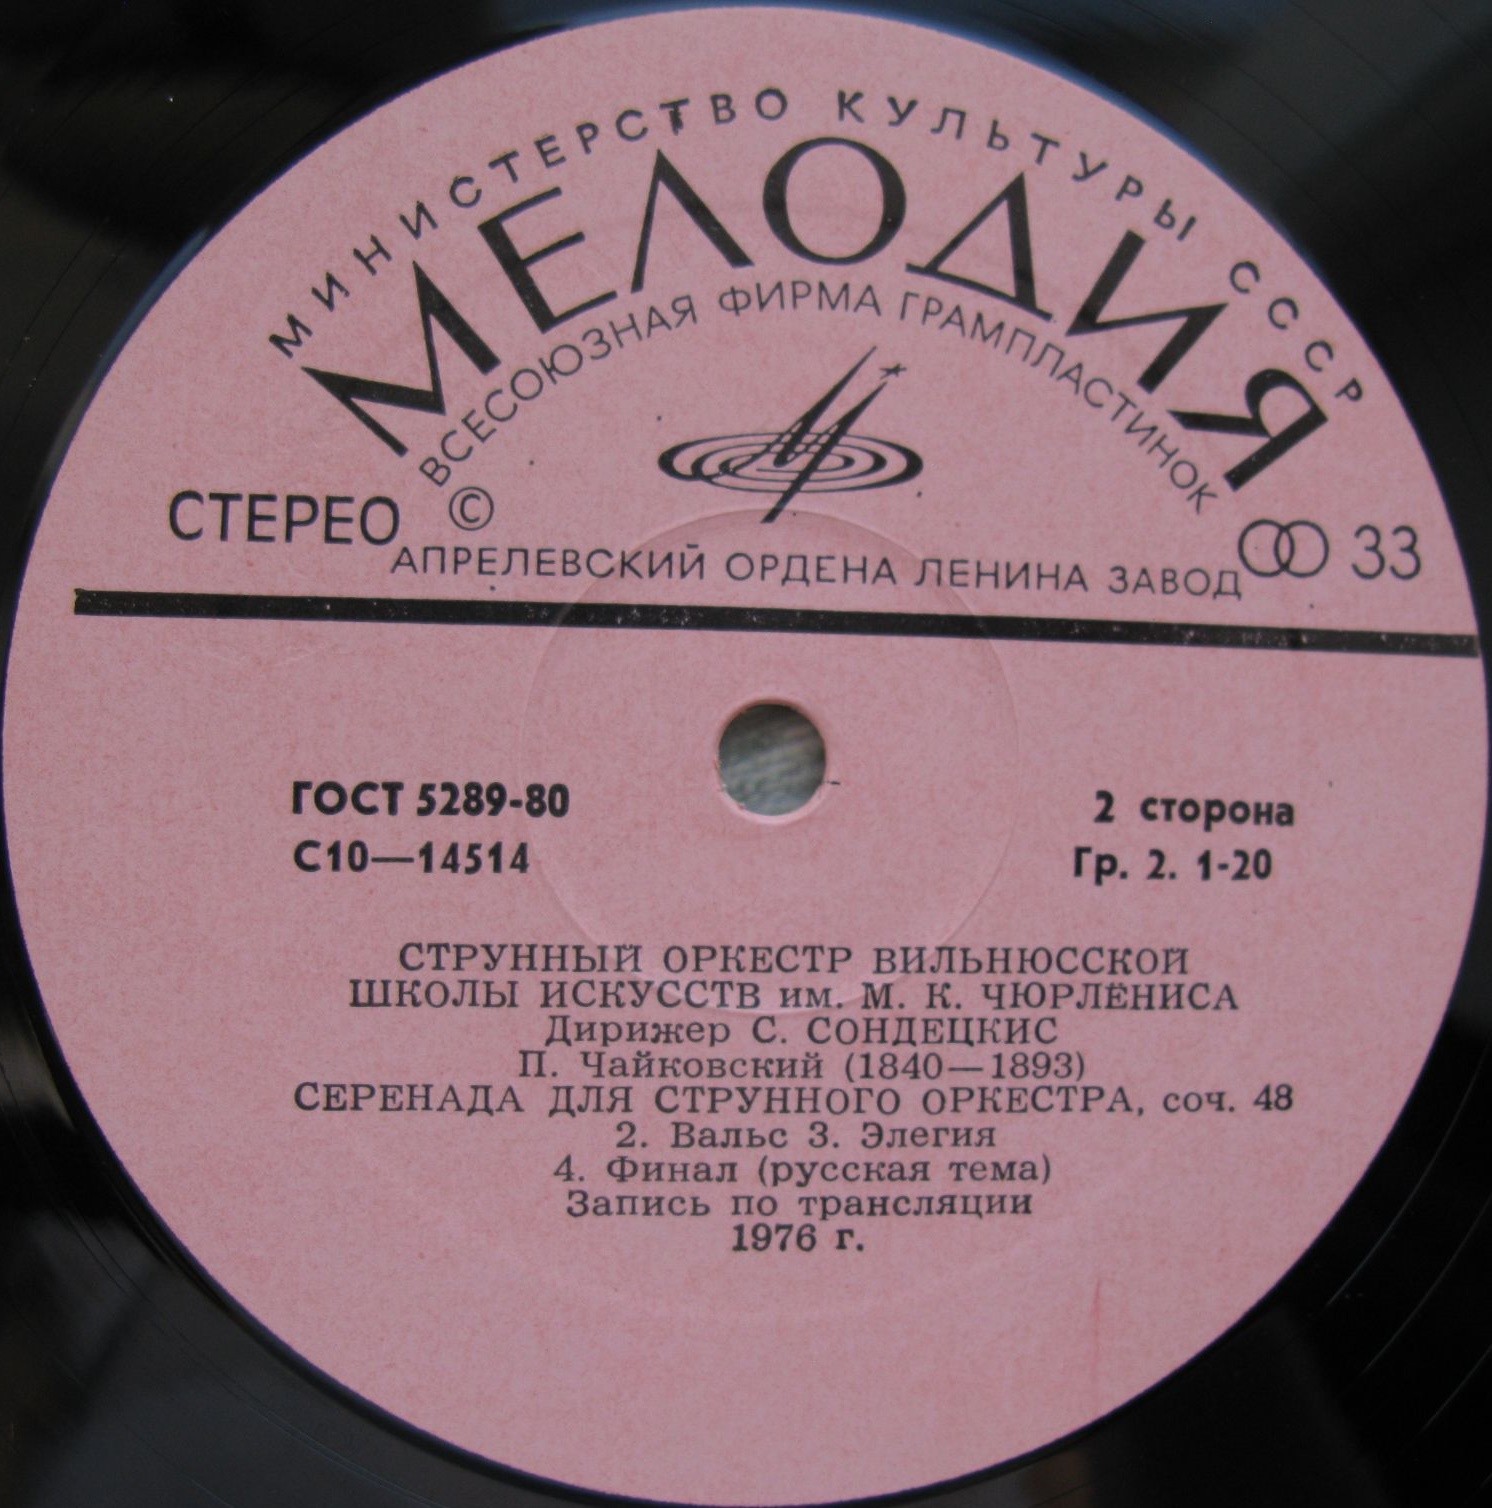 МИНИСТЕРСТВО КУЛЬТУРЫ СССР
МЕЛОДИЯ
ВСЕСОЮЗНАЯ ФИРМА ГРАМПЛАСТИНОК
СТЕРЕО © 33
АПРЕЛЕВСКИЙ ОРДЕНА ЛЕНИНА ЗАВОД
ГОСТ 5289-80
С10—14514
2 сторона
Гр. 2. 1-20
СТРУННЫЙ ОРКЕСТР ВИЛЬНЮССКОЙ
ШКОЛЫ ИСКУССТВ им. М. К. ЧЮРЛЁНИСА
Дирижер С. СОНДЕЦКИС
П. Чайковский (1840—1893)
СЕРЕНАДА ДЛЯ СТРУННОГО ОРКЕСТРА, соч. 48
2. Вальс 3. Элегия
4. Финал (русская тема)
Запись по трансляции
1976 г.